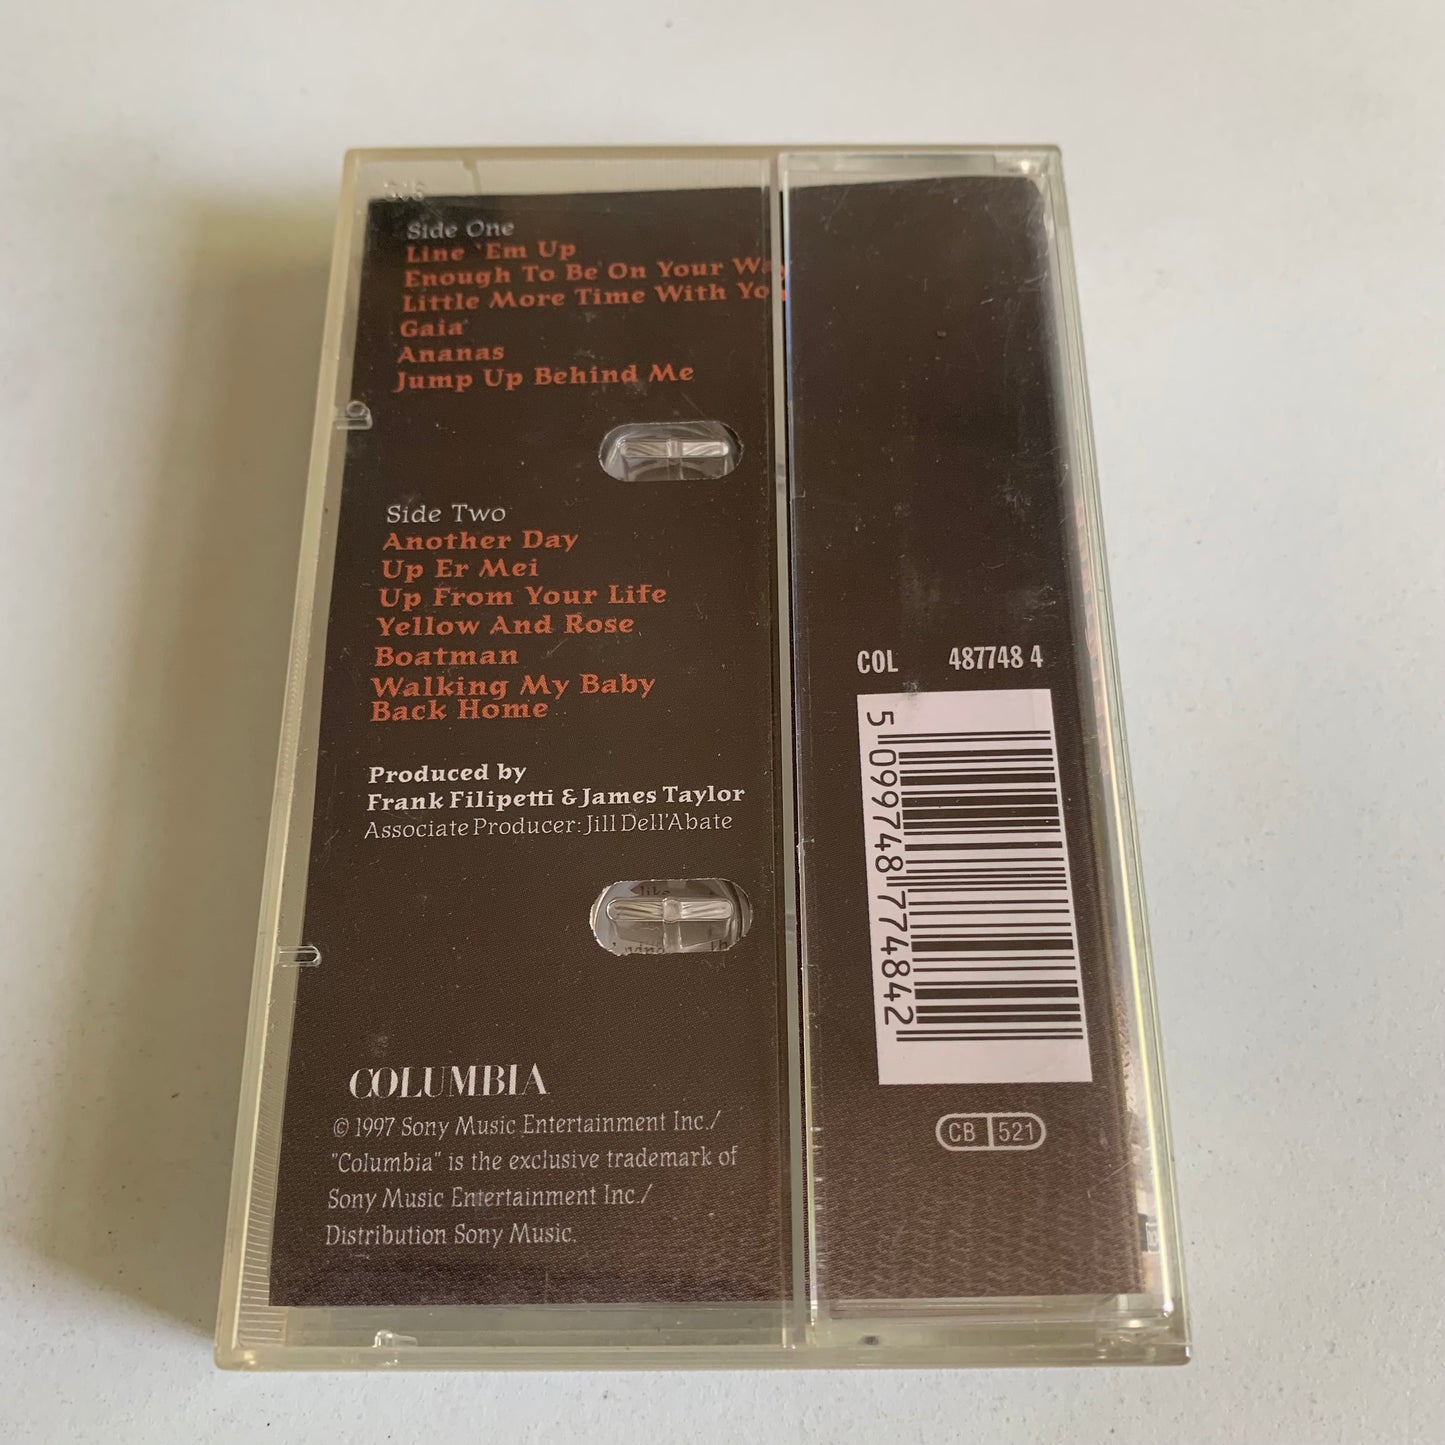 Side One
Line 'Em Up
Enough To Be On Your Way
Little More Time With You
Gaia
Ananas
Jump Up Behind Me
Side Two
Another Day
Up Er Mei
Up From Your Life
Yellow And Rose
Boatman
Walking My Baby
Back Home
Produced by
Frank Filipetti & James Taylor
Associate Producer: Jill Dell'Abate
COLUMBIA
© 1997 Sony Music Entertainment Inc./
"Columbia" is the exclusive trademark of
Sony Music Entertainment Inc./
Distribution Sony Music.
COL 487748 4
5 099748 774842
CB 521